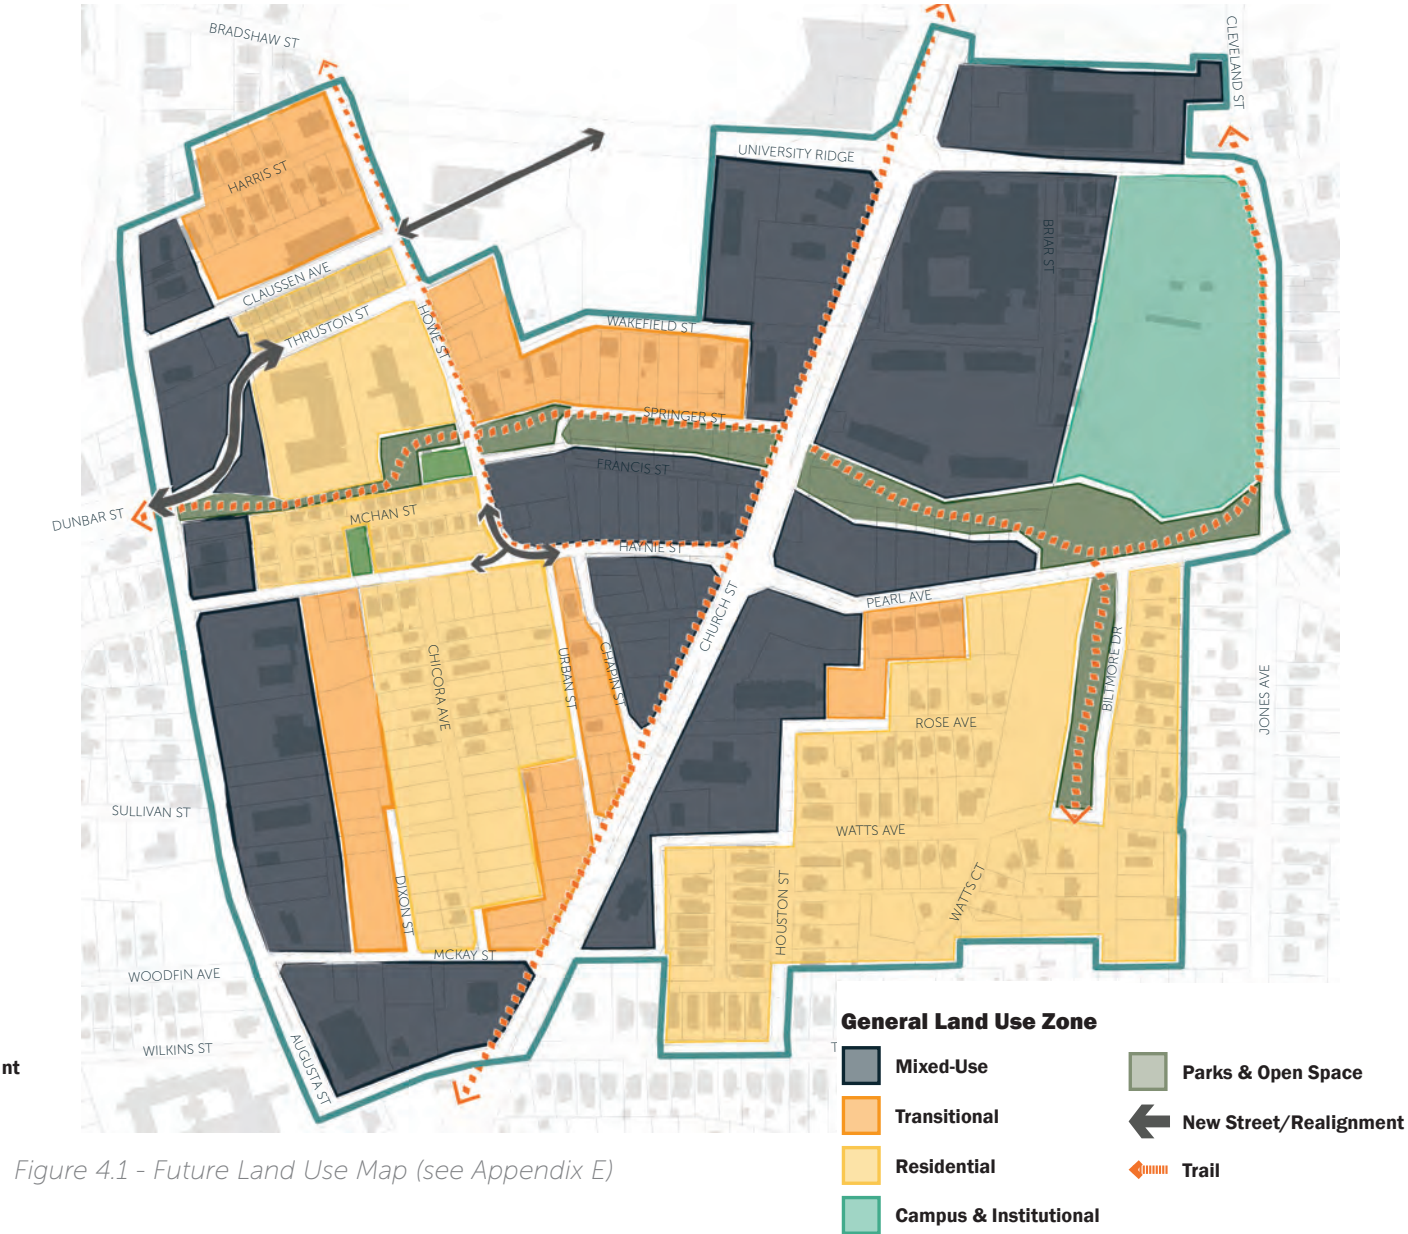 BRADSHAW ST
CLEVELAND ST
UNIVERSITY RIDGE
HARRIS ST
BRIAR ST
CLAUSSEN AVE
THRUSTON ST
HOWE ST
WAKEFIELD ST
SPRINGER ST
FRANCIS ST
DUNBAR ST
MCHAN ST
HAYNIE ST
PEARL AVE
CHURCH ST
CHICORA AVE
URBAN ST
CHAPIN ST
BILTMORE DR
JONES AVE
ROSE AVE
SULLIVAN ST
WATTS AVE
DIXON ST
HOUSTON ST
WATTS CT
MCKAY ST
WOODFIN AVE
WILKINS ST
AUGUSTA ST
nt
T
General Land Use Zone
Mixed-Use
Transitional
Residential
Campus & Institutional
Parks & Open Space
New Street/Realignment
Trail
Figure 4.1 - Future Land Use Map (see Appendix E)